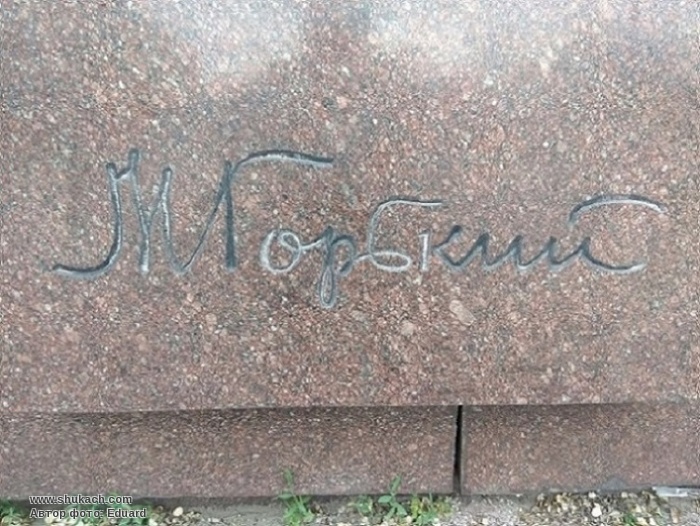 М Горький
www.shukach.com
Автор фото: Eduard